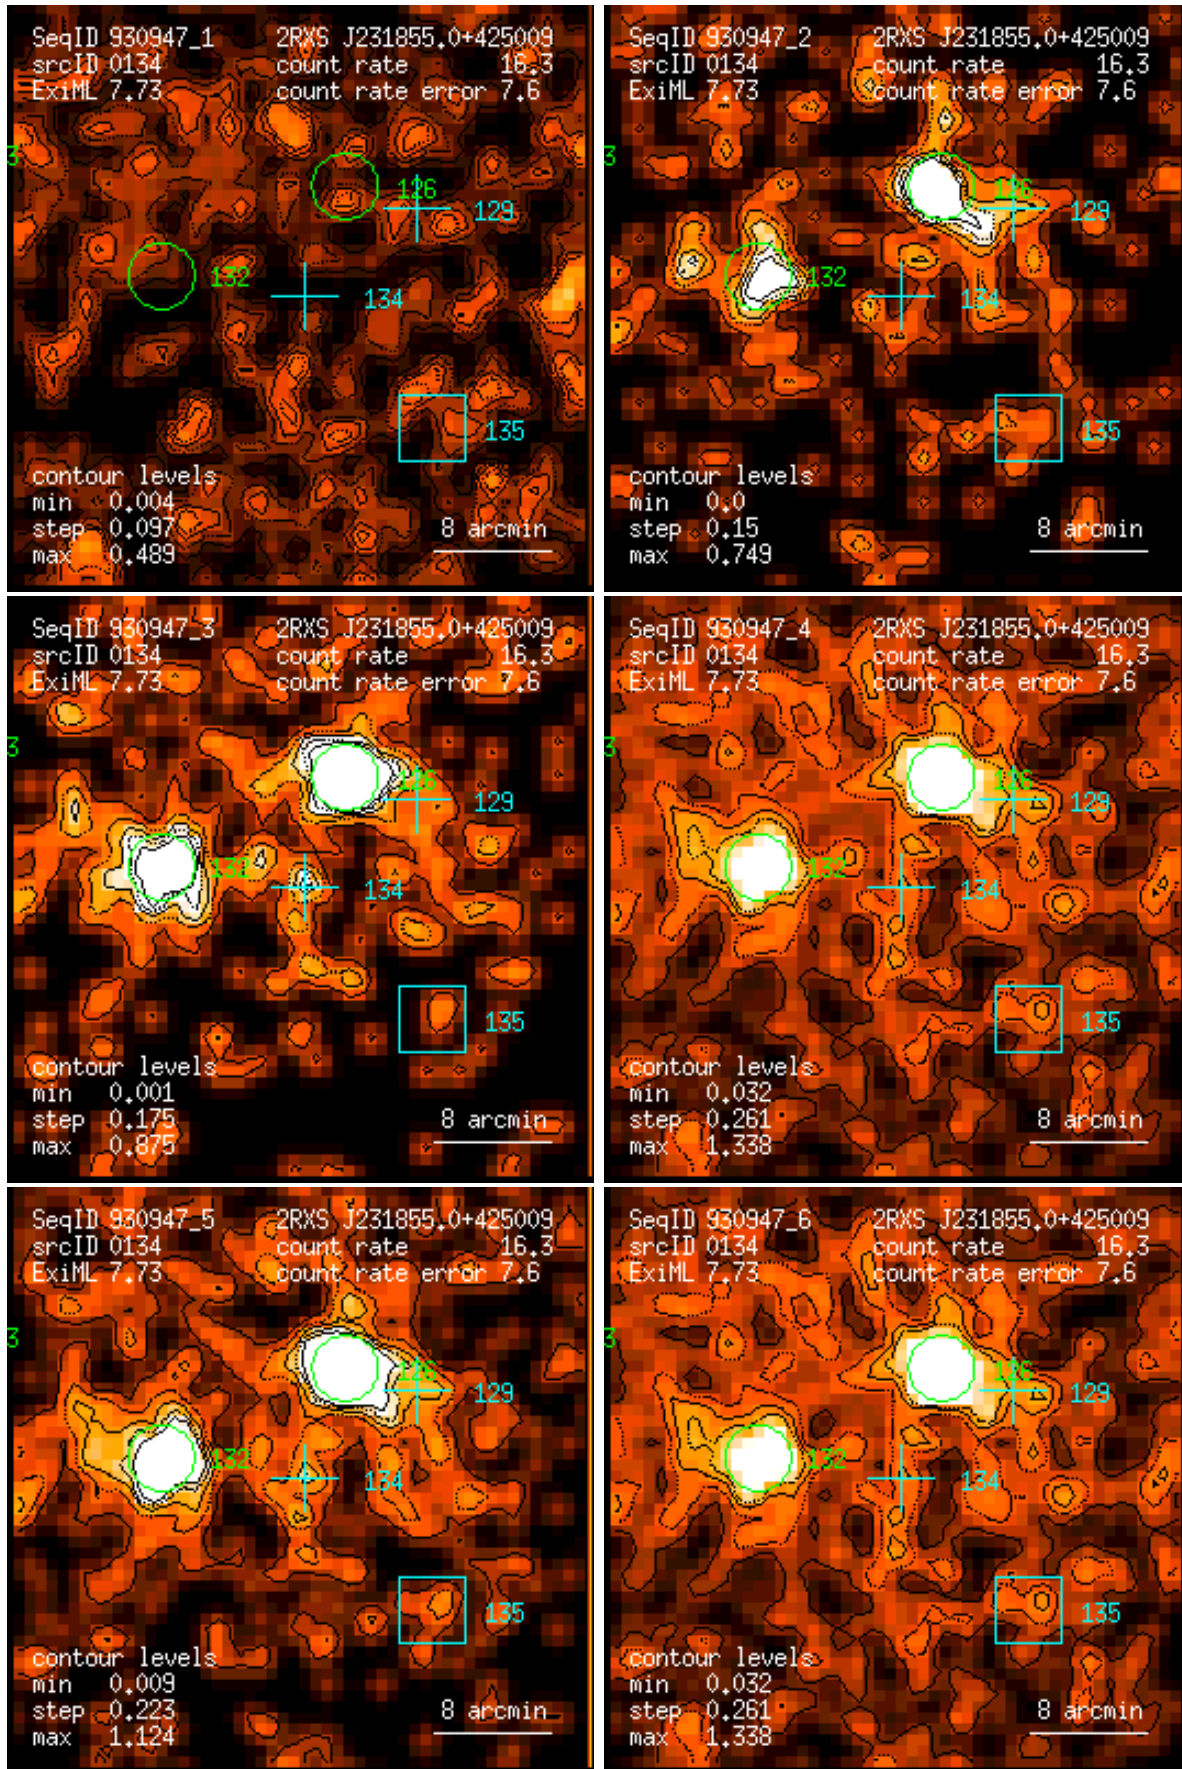 SeqID 930947_1 2RXS J231855.0+425009
srcID 0134 count rate 16.3
ExiML 7.73 count rate error 7.6
3
126
129
132
134
135
contour levels
min 0.004
step 0.097 8 arcmin
max 0.489
SeqID 930947_2 2RXS J231855.0+425009
srcID 0134 count rate 16.3
ExiML 7.73 count rate error 7.6
3
126
129
132
134
135
contour levels
min 0.0
step 0.15 8 arcmin
max 0.749
SeqID 930947_3 2RXS J231855.0+425009
srcID 0134 count rate 16.3
ExiML 7.73 count rate error 7.6
3
126
129
132
134
135
contour levels
min 0.001
step 0.175 8 arcmin
max 0.875
SeqID 930947_4 2RXS J231855.0+425009
srcID 0134 count rate 16.3
ExiML 7.73 count rate error 7.6
3
126
129
132
134
135
contour levels
min 0.032
step 0.261 8 arcmin
max 1.338
SeqID 930947_5 2RXS J231855.0+425009
srcID 0134 count rate 16.3
ExiML 7.73 count rate error 7.6
3
126
129
132
134
135
contour levels
min 0.009
step 0.223 8 arcmin
max 1.124
SeqID 930947_6 2RXS J231855.0+425009
srcID 0134 count rate 16.3
ExiML 7.73 count rate error 7.6
3
126
129
132
134
135
contour levels
min 0.032
step 0.261 8 arcmin
max 1.338